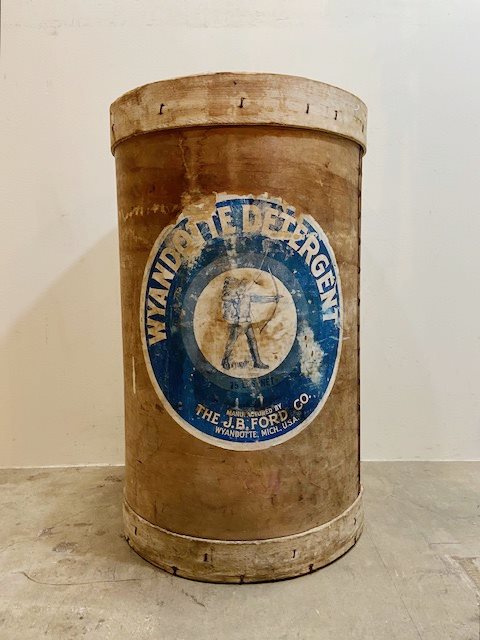 WYANDOTTE DETERGENT
MANUFACTURED BY
THE J.B. FORD CO.
WYANDOTTE, MICH., U.S.A.